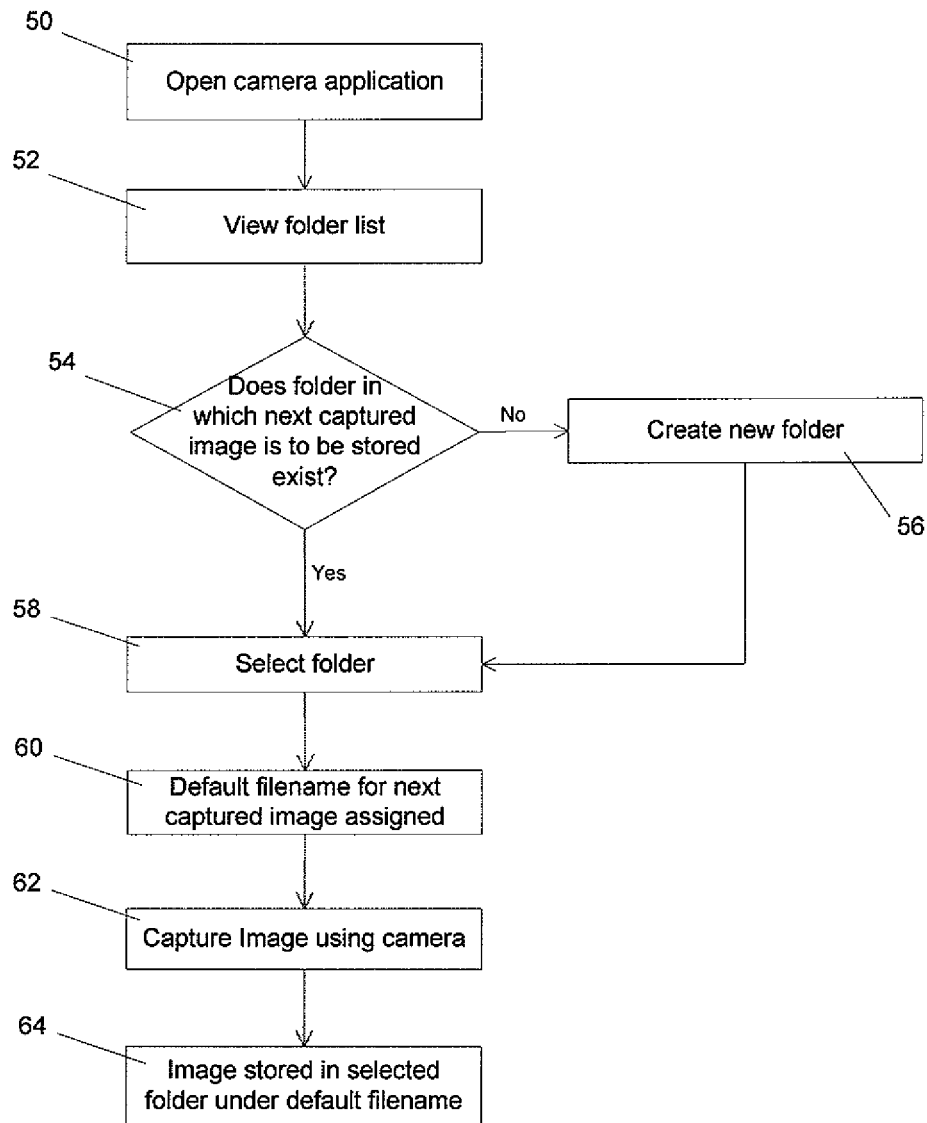 50
Open camera application
52
View folder list
54
Does folder in
which next captured
image is to be stored
exist?
No
Create new folder
56
Yes
58
Select folder
60
Default filename for next
captured image assigned
62
Capture Image using camera
64
Image stored in selected
folder under default filename